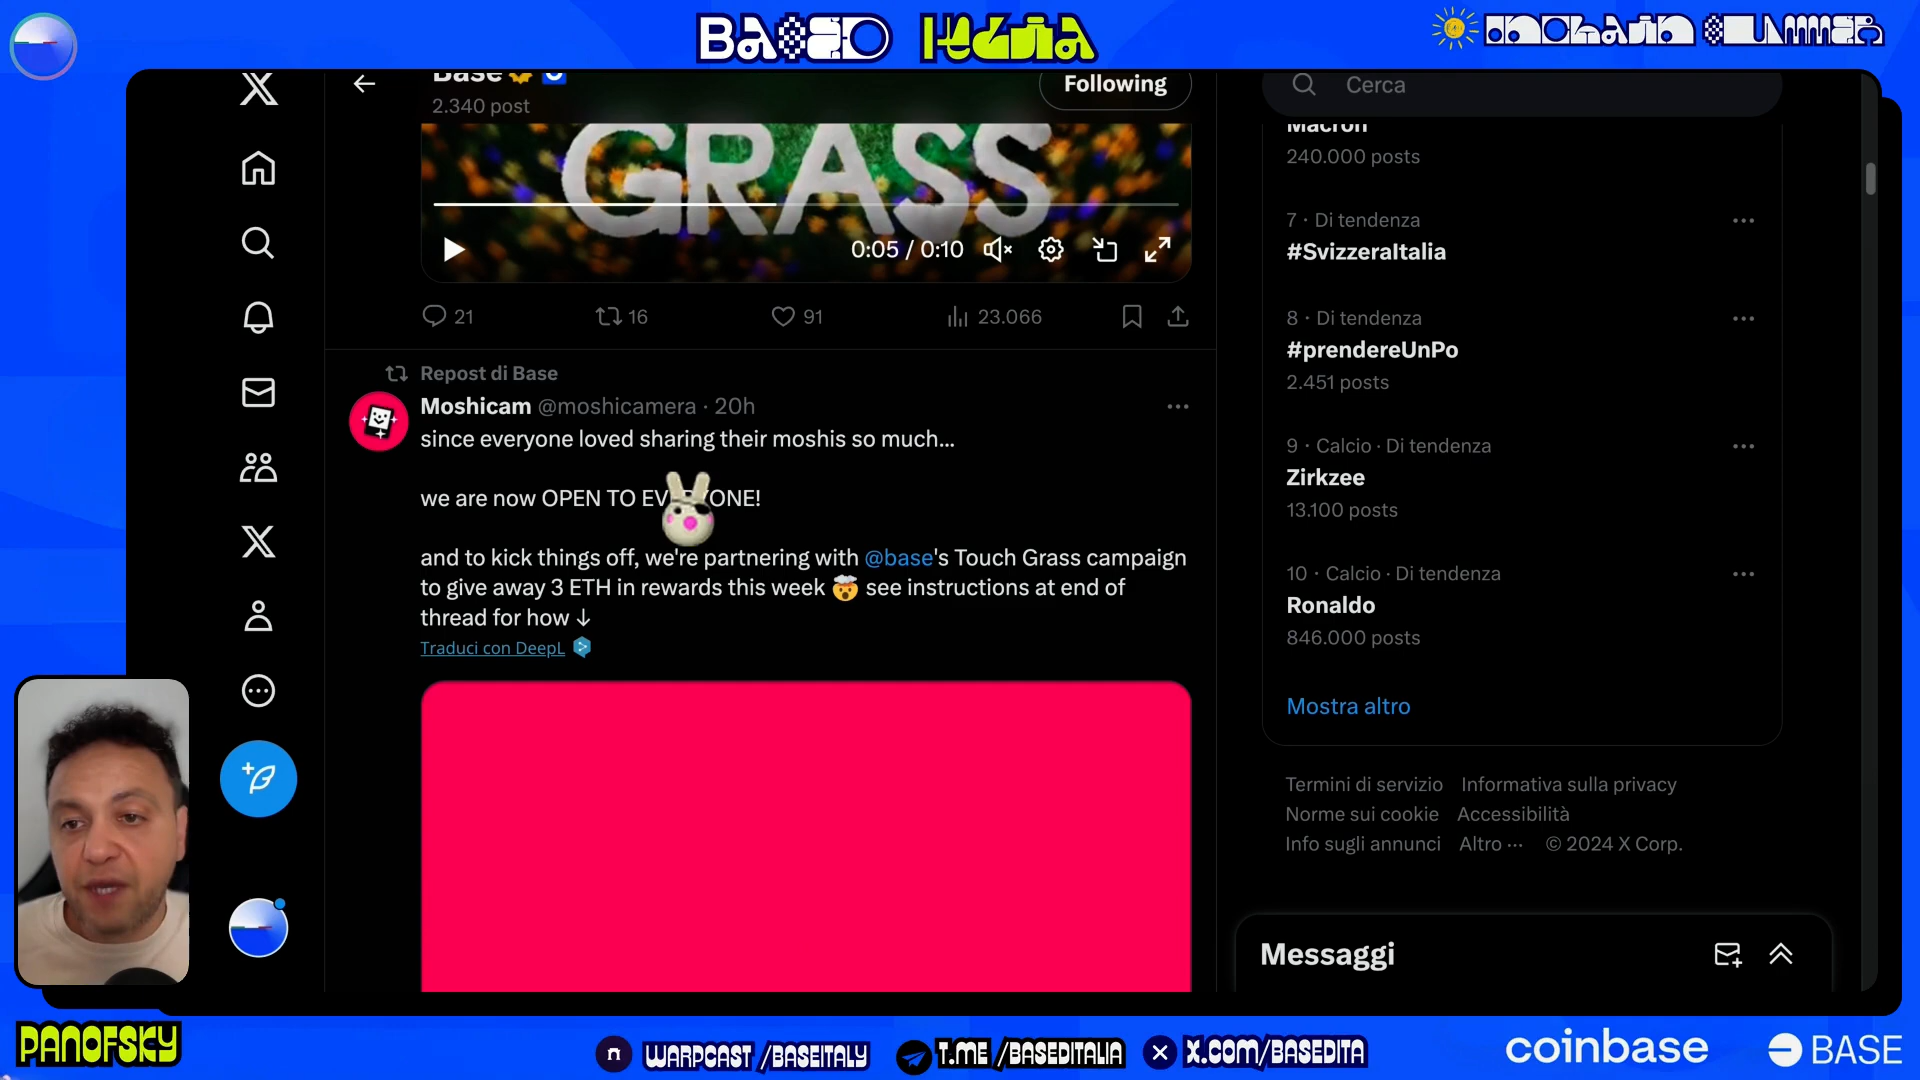 BASED ITALIA
ONCHAIN SUMMER
Base
2.340 post
Following
Cerca
GRASS
0:05 / 0:10
21
16
91
23.066
Repost di Base
Moshicam @moshicamera · 20h
since everyone loved sharing their moshis so much...
we are now OPEN TO EV YONE!
and to kick things off, we're partnering with @base's Touch Grass campaign
to give away 3 ETH in rewards this week 🤯 see instructions at end of
thread for how ↓
Traduci con DeepL
Macron
240.000 posts
7 · Di tendenza
#SvizzeraItalia
8 · Di tendenza
#prendereUnPo
2.451 posts
9 · Calcio · Di tendenza
Zirkzee
13.100 posts
10 · Calcio · Di tendenza
Ronaldo
846.000 posts
Mostra altro
Termini di servizio Informativa sulla privacy
Norme sui cookie Accessibilità
Info sugli annunci Altro ··· © 2024 X Corp.
Messaggi
PANOFSKY
WARPCAST /BASEITALY
T.ME /BASEDITALIA
X.COM/BASEDITA
coinbase
BASE